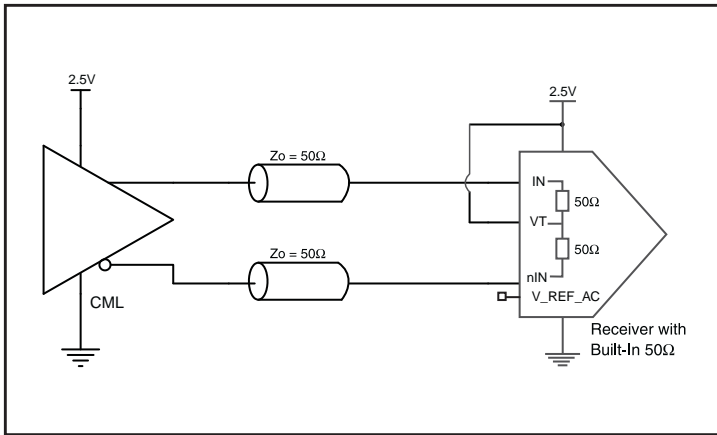 2.5V
2.5V
Zo = 50Ω
IN
50Ω
VT
50Ω
Zo = 50Ω
nIN
V_REF_AC
CML
Receiver with
Built-In 50Ω